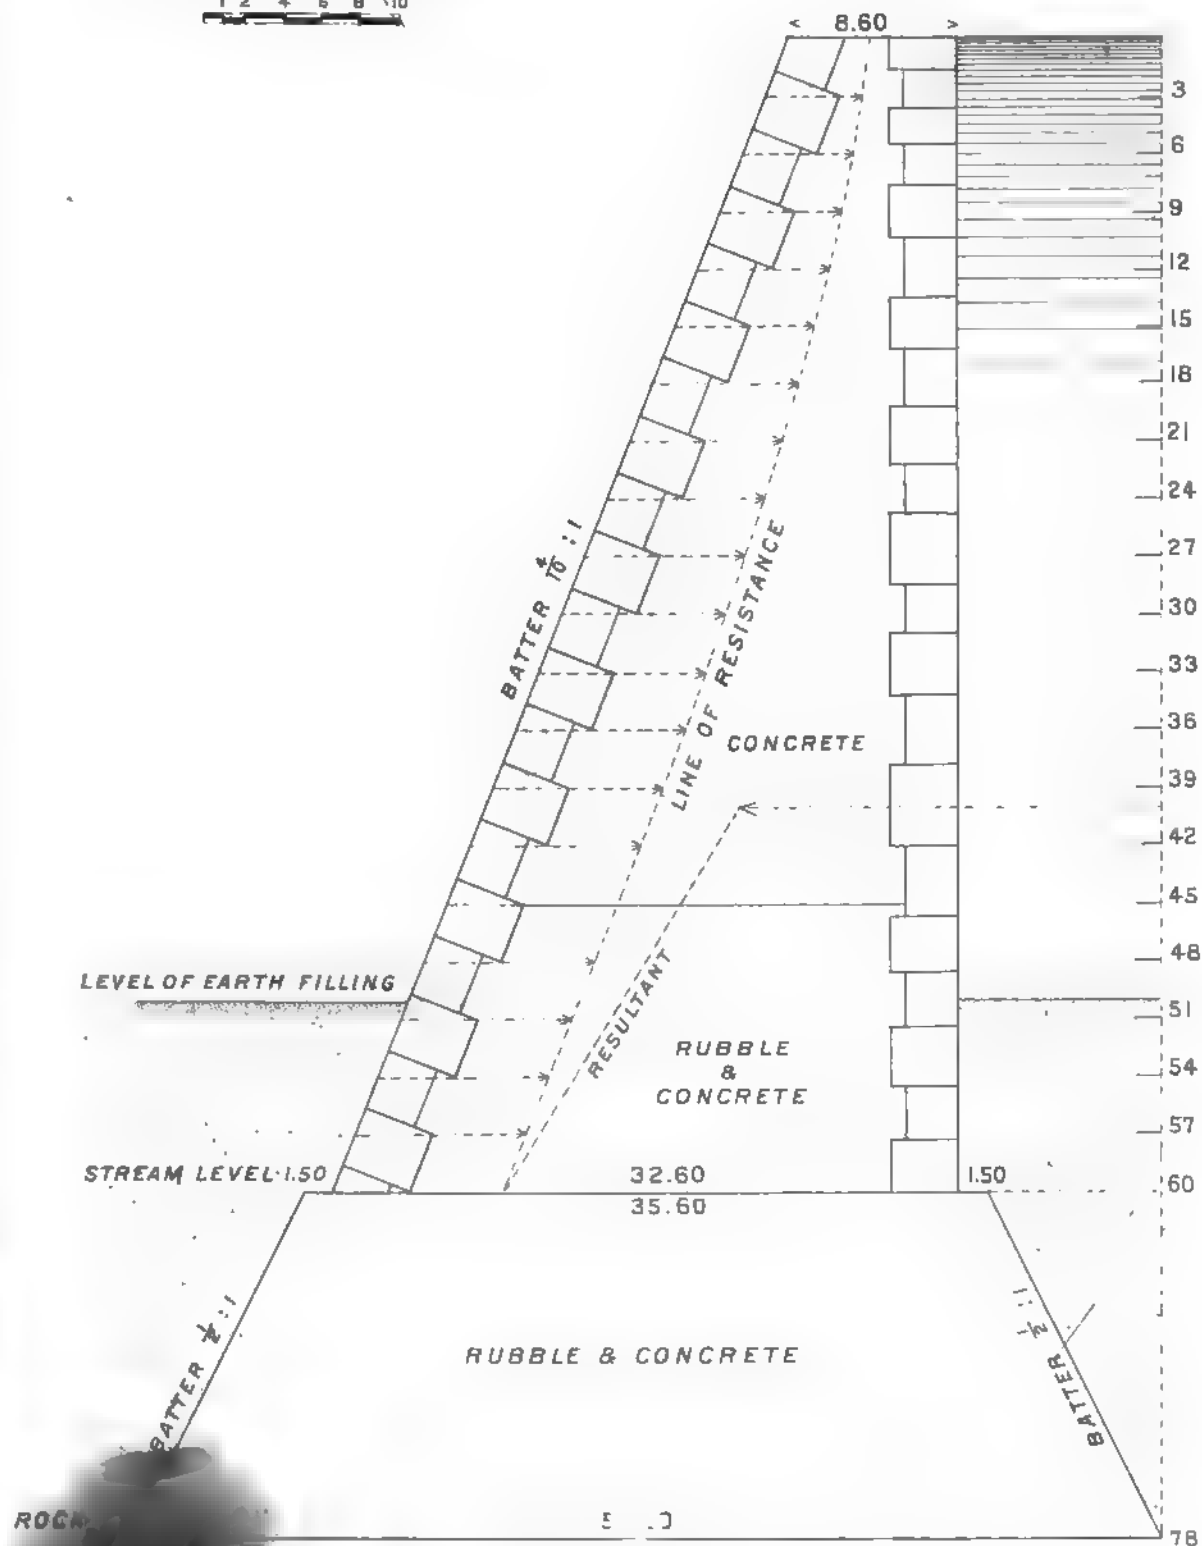 1 2 4 6 8 10
8.60
3
6
9
12
15
18
21
24
27
30
33
36
39
42
45
48
51
54
57
60
78
BATTER 4/10 : 1
LINE OF RESISTANCE
CONCRETE
RESULTANT
LEVEL OF EARTH FILLING
RUBBLE
&
CONCRETE
STREAM LEVEL 1.50
32.60
1.50
35.60
BATTER 1/2 : 1
RUBBLE & CONCRETE
BATTER 1/2 : 1
ROCK